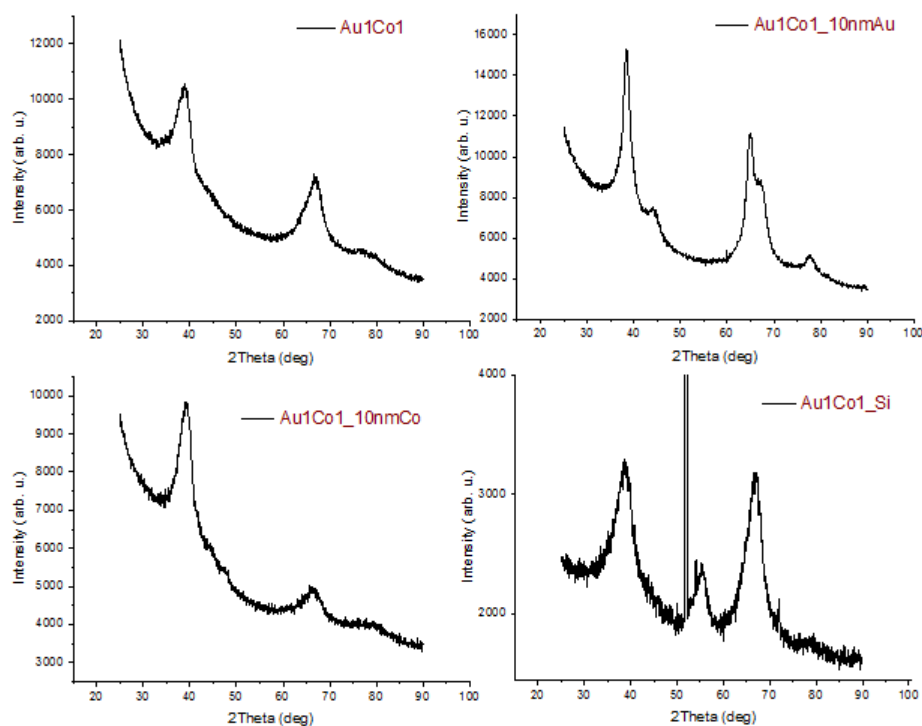 Au1Co1
12000
10000
8000
6000
4000
2000
Intensity (arb. u.)
20 30 40 50 60 70 80 90 100
2Theta (deg)
Au1Co1_10nmAu
16000
14000
12000
10000
8000
6000
4000
2000
Intensity (arb. u.)
20 30 40 50 60 70 80 90 100
2Theta (deg)
Au1Co1_10nmCo
10000
9000
8000
7000
6000
5000
4000
3000
Intensity (arb. u.)
20 30 40 50 60 70 80 90 100
2Theta (deg)
Au1Co1_Si
4000
3000
2000
Intensity (arb. u.)
20 30 40 50 60 70 80 90 100
2Theta (deg)